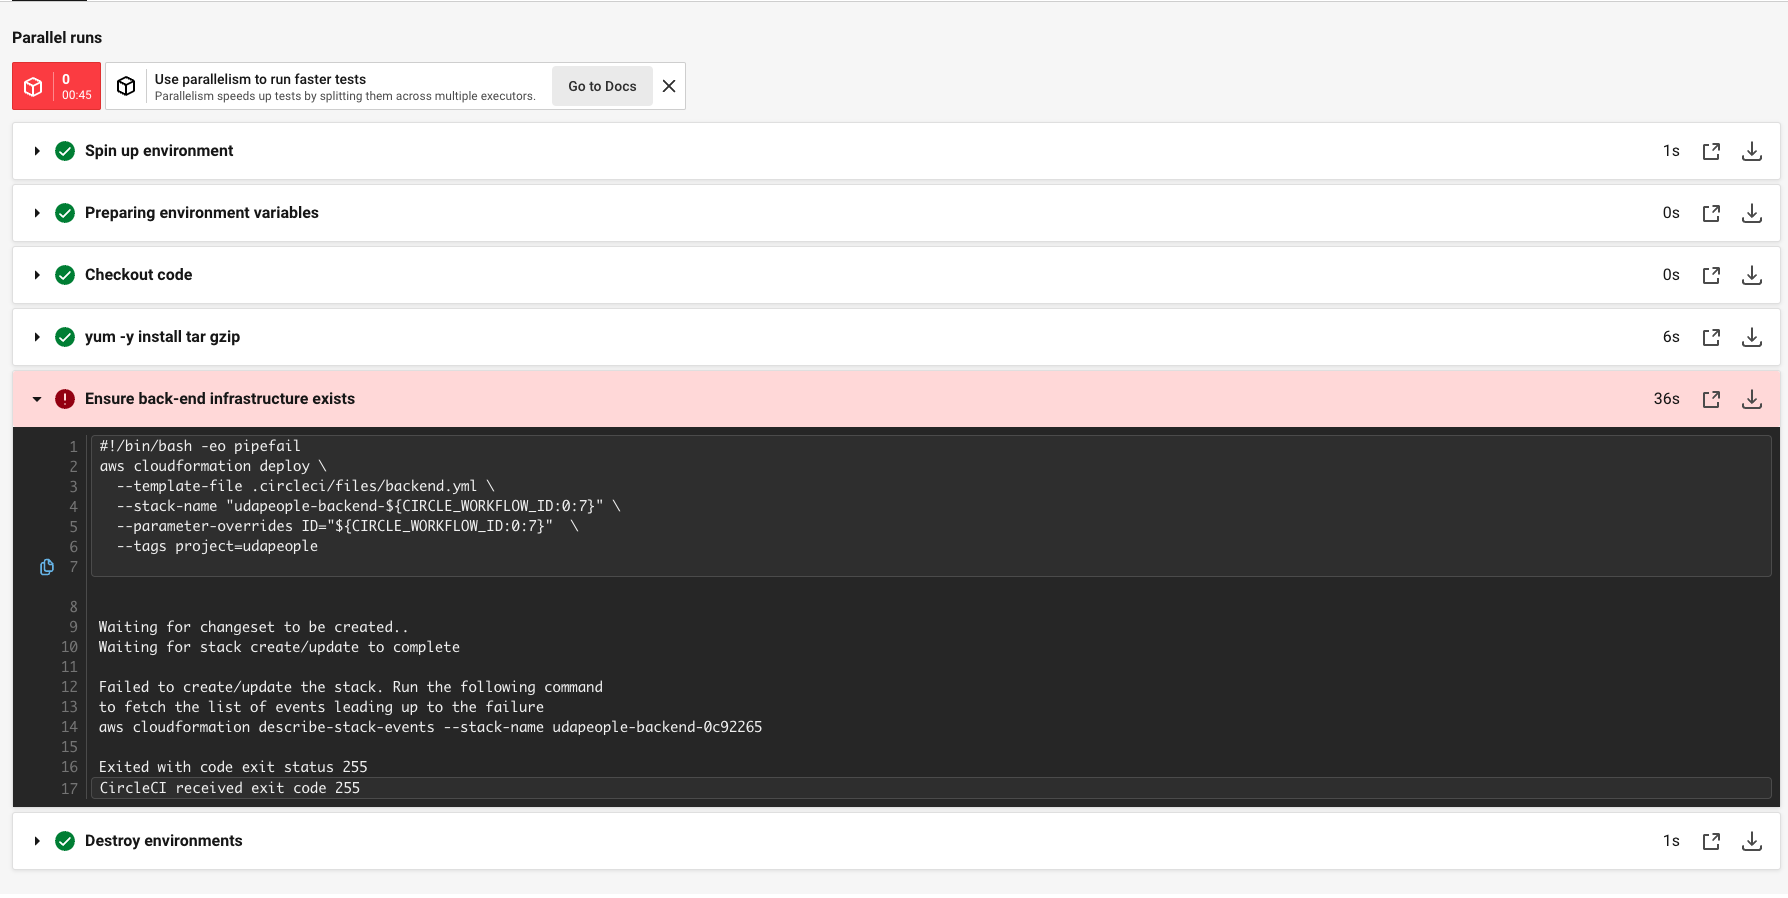 Parallel runs
0
00:45
Use parallelism to run faster tests
Parallelism speeds up tests by splitting them across multiple executors.
Go to Docs
Spin up environment 1s
Preparing environment variables 0s
Checkout code 0s
yum -y install tar gzip 6s
Ensure back-end infrastructure exists 36s
1 #!/bin/bash -eo pipefail
2 aws cloudformation deploy \
3   --template-file .circleci/files/backend.yml \
4   --stack-name "udapeople-backend-${CIRCLE_WORKFLOW_ID:0:7}" \
5   --parameter-overrides ID="${CIRCLE_WORKFLOW_ID:0:7}"  \
6   --tags project=udapeople
7
8
9 Waiting for changeset to be created..
10 Waiting for stack create/update to complete
11
12 Failed to create/update the stack. Run the following command
13 to fetch the list of events leading up to the failure
14 aws cloudformation describe-stack-events --stack-name udapeople-backend-0c92265
15
16 Exited with code exit status 255
17 CircleCI received exit code 255
Destroy environments 1s